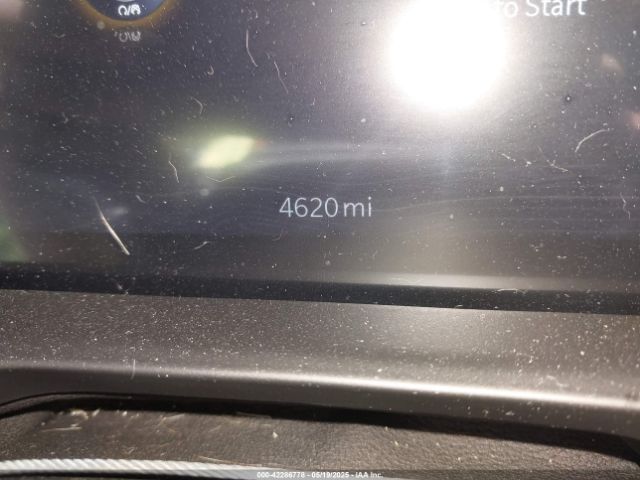 to Start
4620 mi
000-42286778 - 05/19/2025 - IAA Inc.